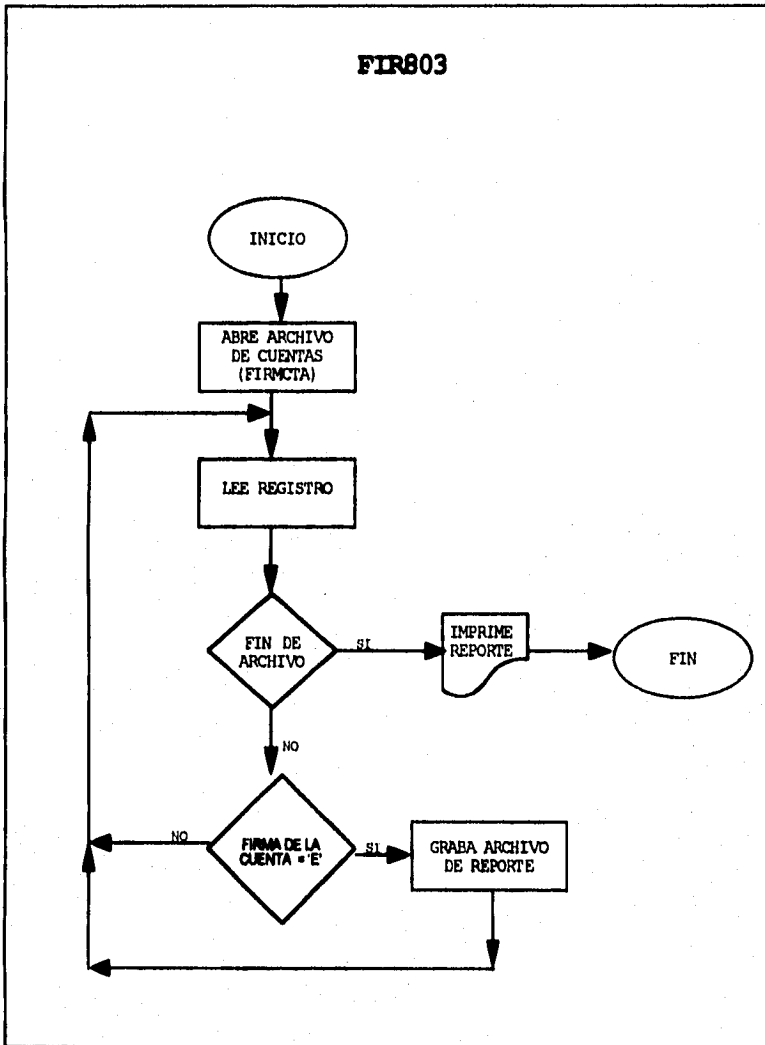 FIR803
INICIO
ABRE ARCHIVO
DE CUENTAS
(FIRMCTA)
LEE REGISTRO
FIN DE
ARCHIVO
SI
IMPRIME
REPORTE
FIN
NO
FIRMA DE LA
CUENTA = 'E'
NO
SI
GRABA ARCHIVO
DE REPORTE